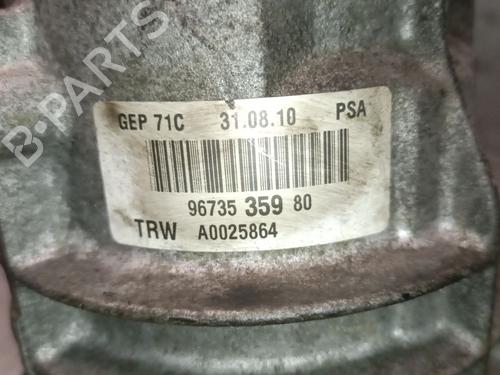 B-PARTS
GEP 71C 31.08.10 PSA
96735 359 80
TRW A0025864